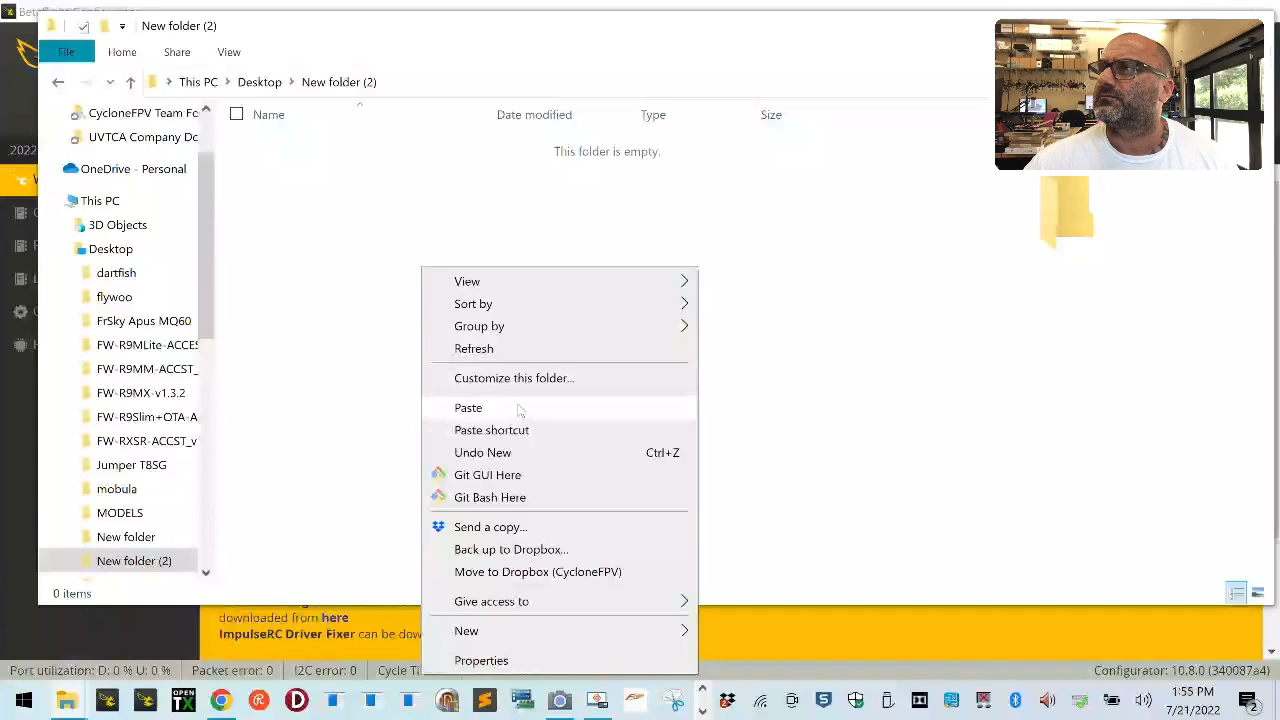 Be
New folder (2)
File
Home
Share
View
This PC
Desktop
New folder (2)
CycloneFPV Team Fo
UVTCA Company Do
OneDrive - Personal
This PC
3D Objects
Desktop
dartfish
flywoo
FrSky Apus MQ60
FW-R9MLite-ACCES
FW-R9MM-ACCST_
FW-R9MX-v1.3.2
FW-R9Slim+OTA-A
FW-RXSR-ACCST_v
Jumper T8SG
mobula
MODELS
New folder
New folder (2)
0 items
2022
Name
Date modified
Type
Size
folder is empty.
View
Sort by
Group by
Refresh
Customize this folder...
Paste
Paste shortcut
Undo New
Ctrl+Z
Git GUI Here
Git Bash Here
Send a copy...
Back up to Dropbox...
Move to Dropbox (CycloneFPV)
Give access to
New
Properties
downloaded from here
ImpulseRC Driver Fixer can be dow
Port utilization: D: 0 % U: 0 %
Packet error: 0
I2C error: 0
Cycle Ti
Configurator: 10.8.0 (340087a4)
OPEN
TX
1:55 PM
7/21/2022
2